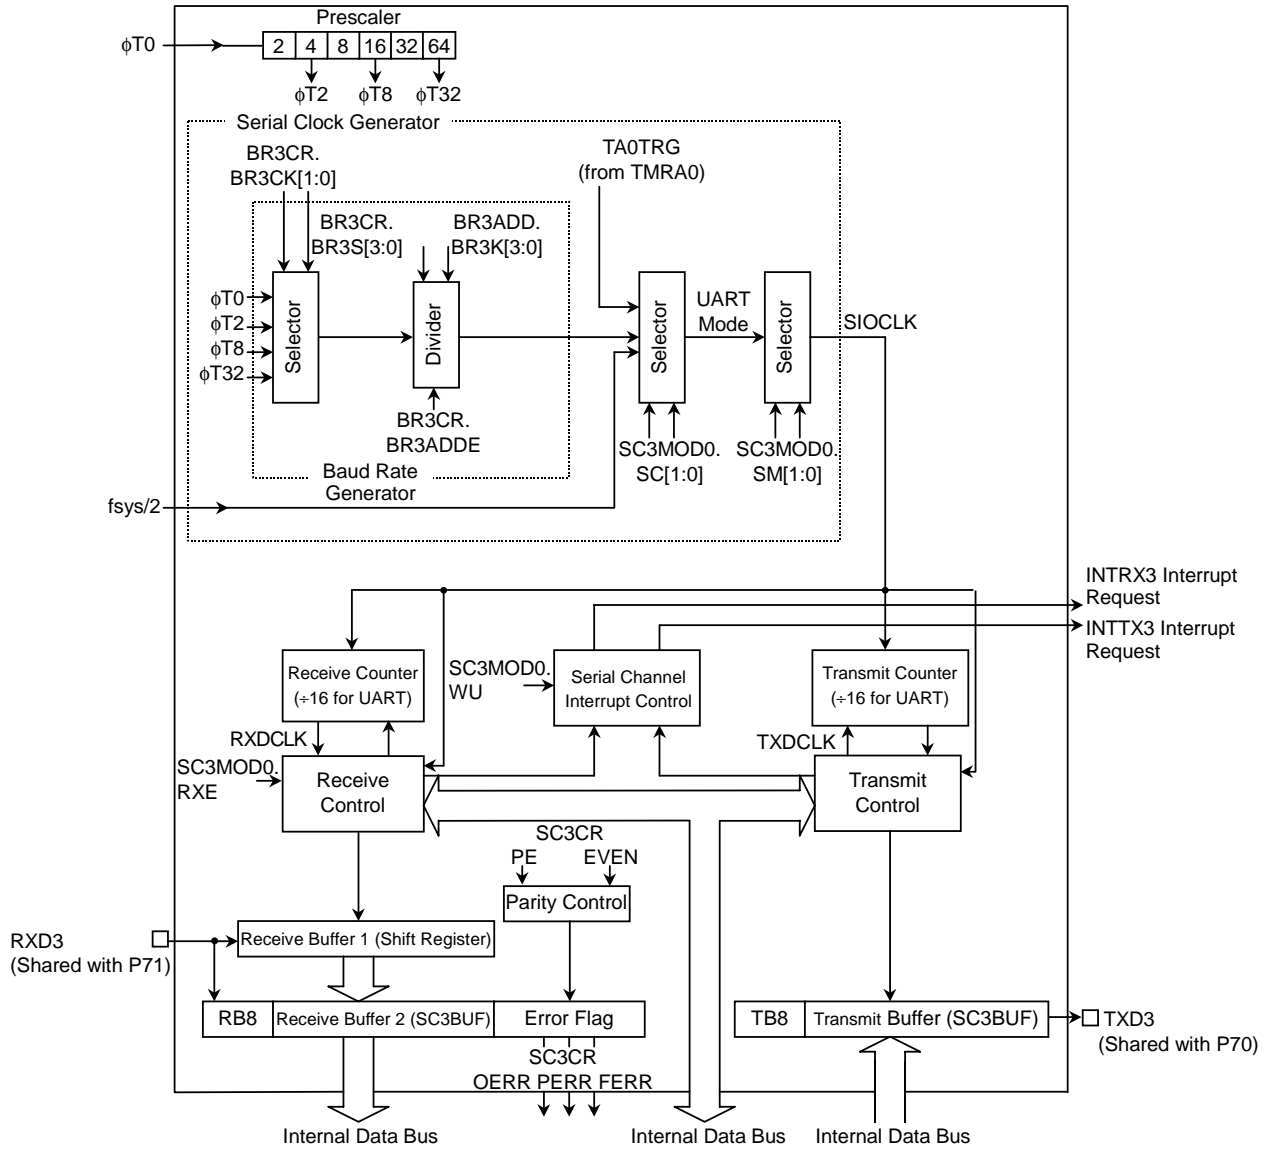 Prescaler
ϕT0
2 4 8 16 32 64
ϕT2 ϕT8 ϕT32
Serial Clock Generator
BR3CR.
BR3CK[1:0]
TA0TRG
(from TMRA0)
BR3CR.
BR3S[3:0]
BR3ADD.
BR3K[3:0]
ϕT0
ϕT2
ϕT8
ϕT32
Selector
Divider
Selector
UART
Mode
Selector
SIOCLK
BR3CR.
BR3ADDE
SC3MOD0.
SC[1:0]
SC3MOD0.
SM[1:0]
Baud Rate
Generator
fsys/2
INTRX3 Interrupt
Request
INTTX3 Interrupt
Request
Receive Counter
(÷16 for UART)
SC3MOD0.
WU
Serial Channel
Interrupt Control
Transmit Counter
(÷16 for UART)
RXDCLK
TXDCLK
SC3MOD0.
RXE
Receive
Control
Transmit
Control
SC3CR
PE EVEN
Parity Control
RXD3
(Shared with P71)
Receive Buffer 1 (Shift Register)
RB8 Receive Buffer 2 (SC3BUF) Error Flag
TB8 Transmit Buffer (SC3BUF)
TXD3
(Shared with P70)
SC3CR
OERR PERR FERR
Internal Data Bus
Internal Data Bus
Internal Data Bus